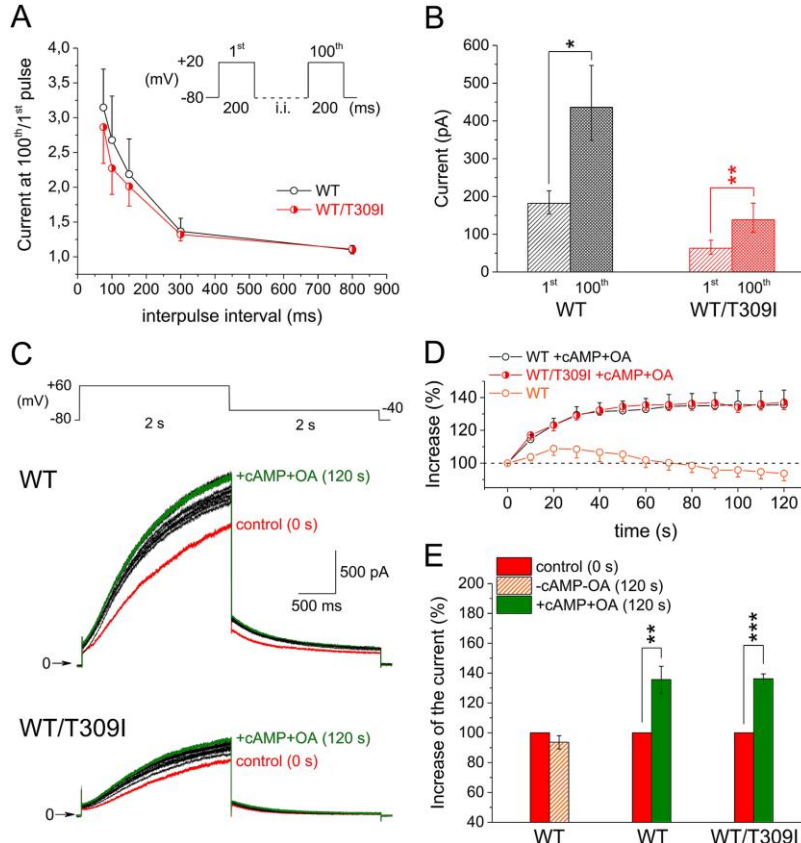 A
4,0
3,5
3,0
2,5
2,0
1,5
1,0
Current at 100th/1st pulse
0 100 200 300 400 500 600 700 800 900
interpulse interval (ms)
1st 100th
+20
(mV)
-80
200 i.i. 200 (ms)
WT
WT/T309I
B
600
500
400
300
200
100
0
Current (pA)
*
**
1st 100th 1st 100th
WT WT/T309I
C
+60
(mV)
-80
-40
2 s 2 s
WT
+cAMP+OA (120 s)
control (0 s)
500 pA
500 ms
0
WT/T309I
+cAMP+OA (120 s)
control (0 s)
0
D
WT +cAMP+OA
WT/T309I +cAMP+OA
WT
140
120
100
Increase (%)
0 20 40 60 80 100 120
time (s)
E
control (0 s)
-cAMP-OA (120 s)
+cAMP+OA (120 s)
200
180
160
140
120
100
80
60
40
Increase of the current (%)
**
***
WT WT WT/T309I